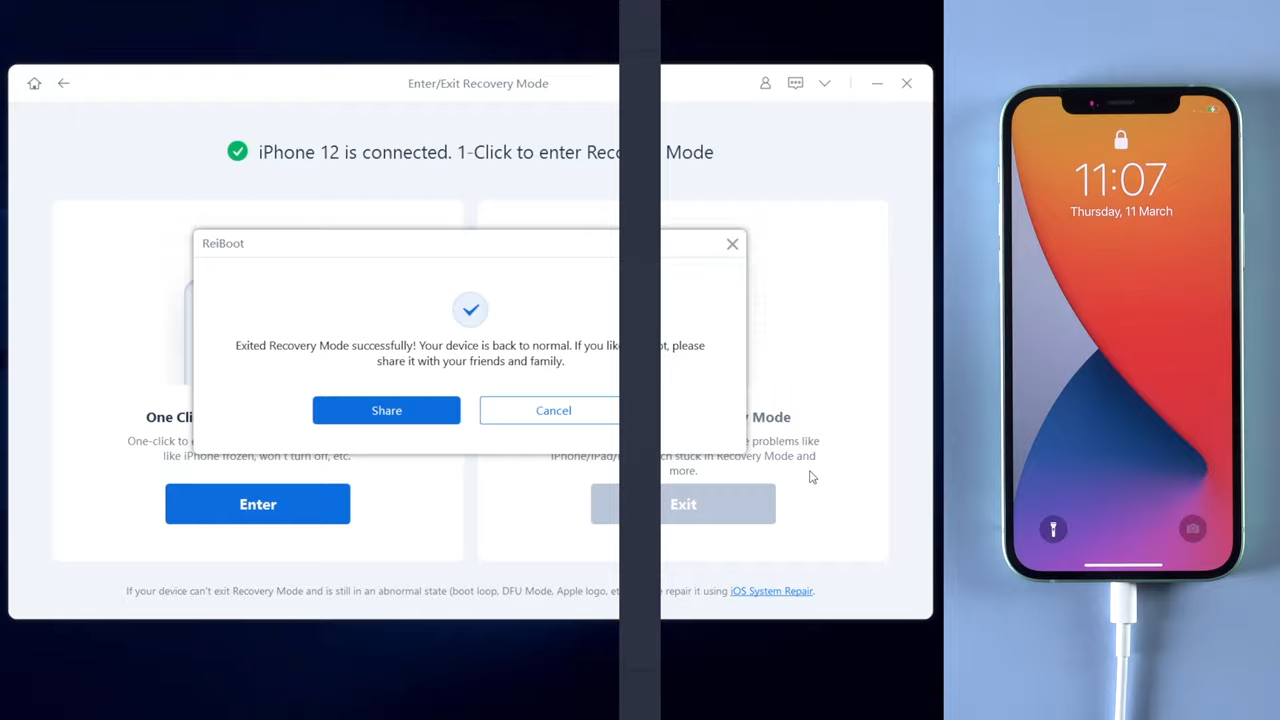 Enter/Exit Recovery Mode
iPhone 12 is connected. 1-Click to enter Rec Mode
ReiBoot
Exited Recovery Mode successfully! Your device is back to normal. If you lik ot, please
share it with your friends and family.
Share
Cancel
One Cli
One-click to
like iPhone frozen, won't turn off, etc.
Enter
y Mode
e problems like
iPhone/iPad/ ch stuck in Recovery Mode and
more.
Exit
If your device can't exit Recovery Mode and is still in an abnormal state (boot loop, DFU Mode, Apple logo, et e repair it using iOS System Repair.
11:07
Thursday, 11 March